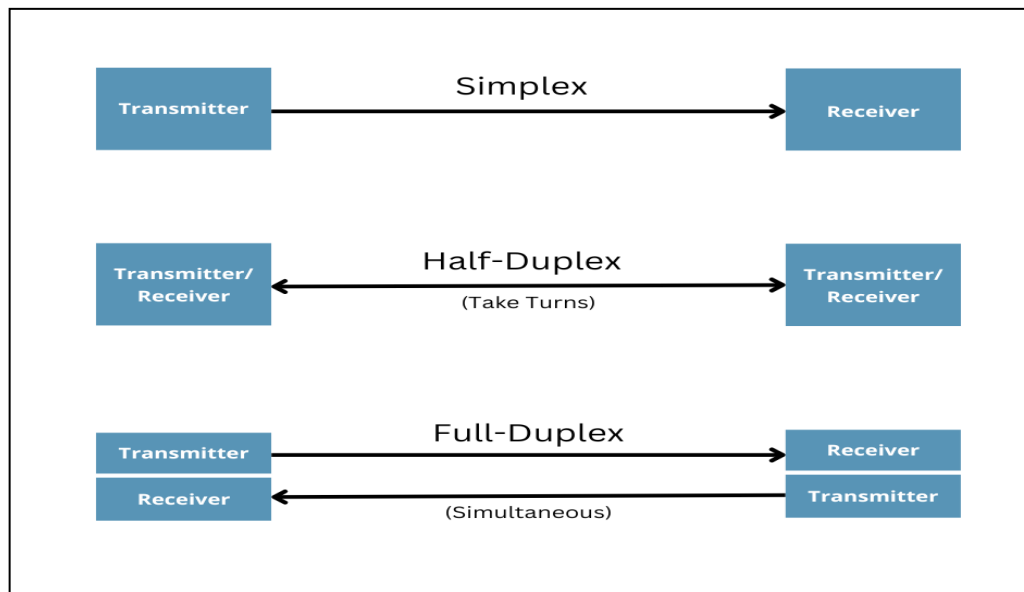 Simplex
Transmitter
Receiver
Half-Duplex
Transmitter/
Receiver
(Take Turns)
Transmitter/
Receiver
Full-Duplex
Transmitter
Receiver
Receiver
Transmitter
(Simultaneous)